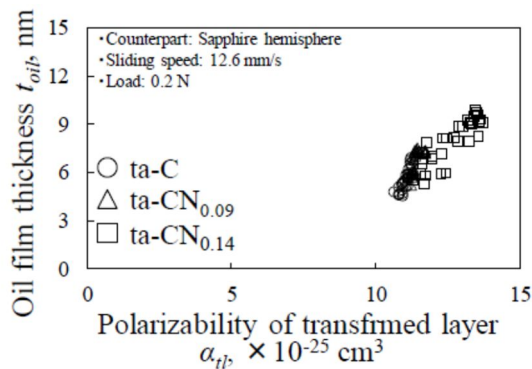 ・Counterpart: Sapphire hemisphere
・Sliding speed: 12.6 mm/s
・Load: 0.2 N
15
12
9
6
3
0
Oil film thickness t_oil, nm
ta-C
ta-CN0.09
ta-CN0.14
0
5
10
15
Polarizability of transfrmed layer
α_tl, ×10^-25 cm^3